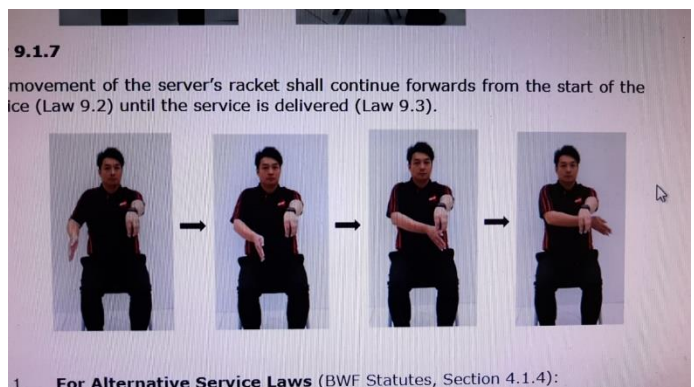 9.1.7
movement of the server's racket shall continue forwards from the start of the
ice (Law 9.2) until the service is delivered (Law 9.3).
1. For Alternative Service Laws (BWF Statutes, Section 4.1.4):